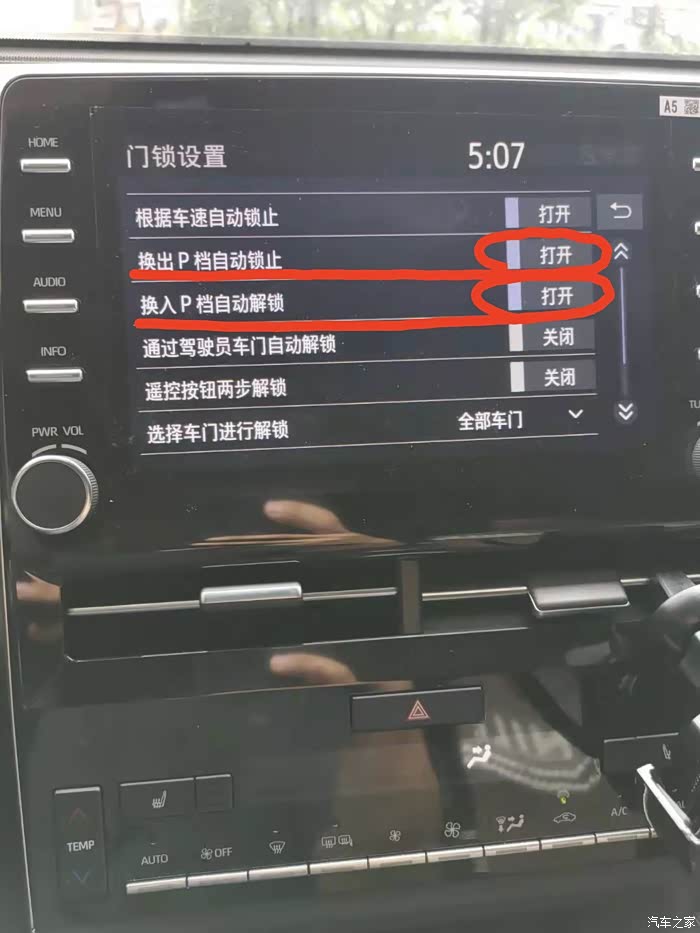 A5
HOME
门锁设置
5:07
MENU
根据车速自动锁止 打开
换出 P 档自动锁止 打开
AUDIO
换入 P 档自动解锁 打开
INFO
通过驾驶员车门自动解锁 关闭
遥控按钮两步解锁 关闭
选择车门进行解锁 全部车门
PWR VOL
TEMP
AUTO
OFF
A/C
汽车之家